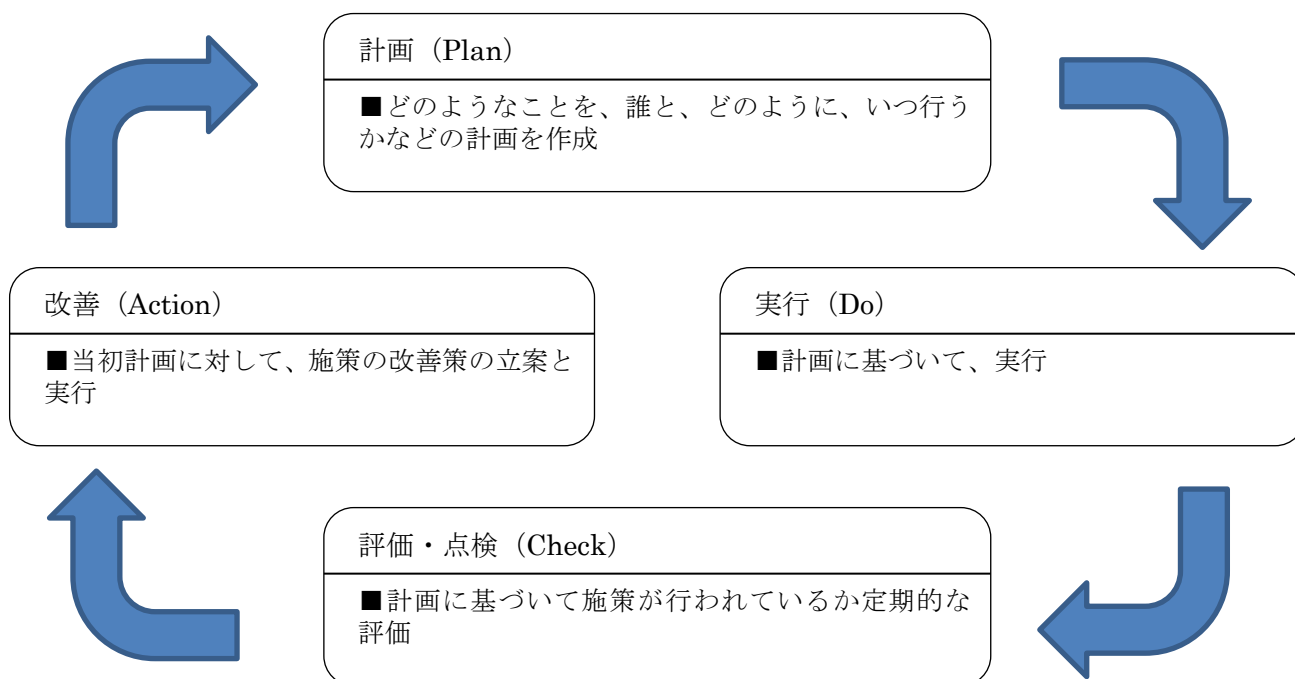 計画（Plan）
■どのようなことを、誰と、どのように、いつ行う
かなどの計画を作成
改善（Action）
■当初計画に対して、施策の改善策の立案と
実行
実行（Do）
■計画に基づいて、実行
評価・点検（Check）
■計画に基づいて施策が行われているか定期的な
評価